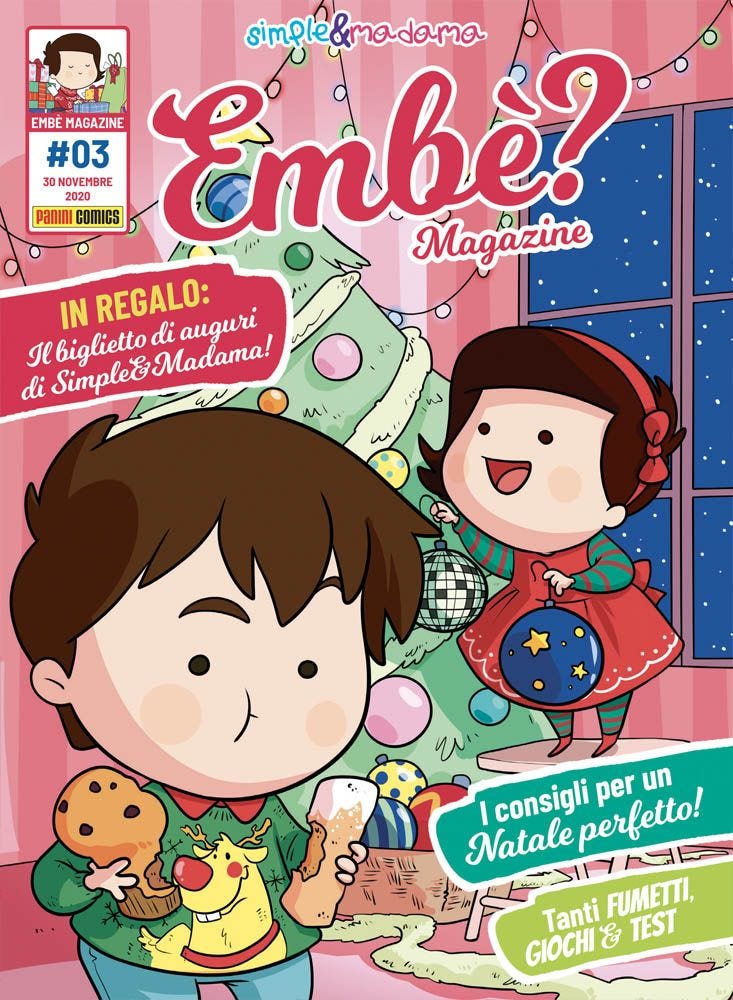 simple&madama
Embè?
Magazine
EMBÈ MAGAZINE
#03
30 NOVEMBRE
2020
PANINI COMICS
IN REGALO:
Il biglietto di auguri
di Simple&Madama!
I consigli per un
Natale perfetto!
Tanti FUMETTI,
GIOCHI & TEST